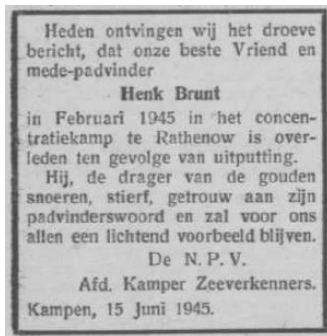 Heden ontvingen wij het droeve
bericht, dat onze beste Vriend en
mede-padvinder
Henk Brunt
in Februari 1945 in het concen-
tratiekamp te Rathenow is over-
leden ten gevolge van uitputting.
Hij, de drager van de gouden
snoeren, stierf, getrouw aan zijn
padvinderswoord en zal voor ons
allen een lichtend voorbeeld blijven.
De N. P. V.
Afd. Kamper Zeeverkenners.
Kampen, 15 Juni 1945.